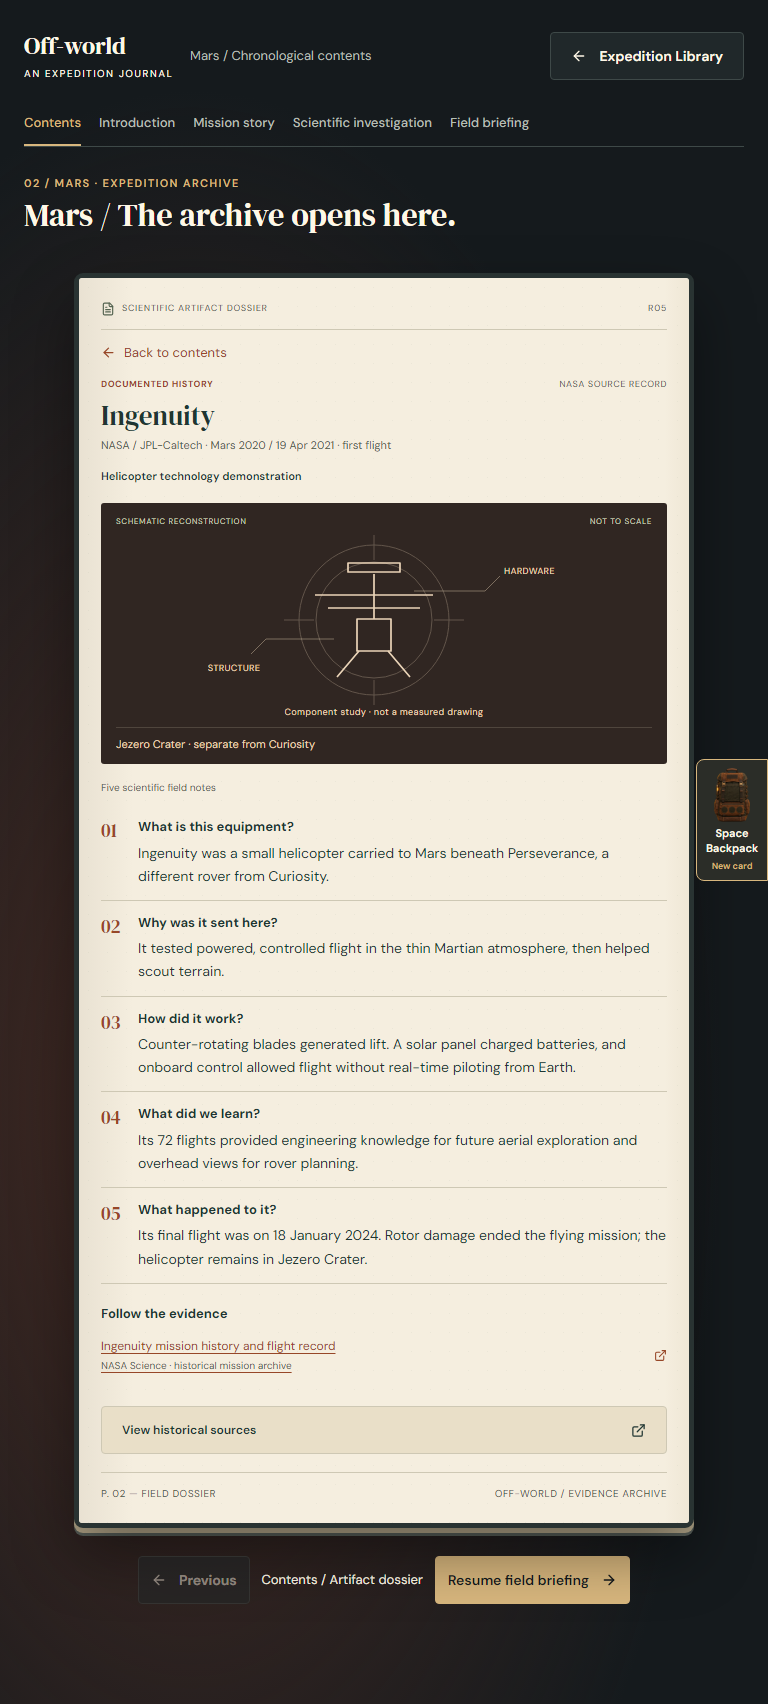 Off-world
AN EXPEDITION JOURNAL
Mars / Chronological contents
Expedition Library
Contents
Introduction
Mission story
Scientific investigation
Field briefing
02 / MARS · EXPEDITION ARCHIVE
Mars / The archive opens here.
SCIENTIFIC ARTIFACT DOSSIER
R05
Back to contents
DOCUMENTED HISTORY
NASA SOURCE RECORD
Ingenuity
NASA / JPL-Caltech · Mars 2020 / 19 Apr 2021 · first flight
Helicopter technology demonstration
SCHEMATIC RECONSTRUCTION
NOT TO SCALE
HARDWARE
STRUCTURE
Component study · not a measured drawing
Jezero Crater · separate from Curiosity
Five scientific field notes
01
What is this equipment?
Ingenuity was a small helicopter carried to Mars beneath Perseverance, a
different rover from Curiosity.
02
Why was it sent here?
It tested powered, controlled flight in the thin Martian atmosphere, then helped
scout terrain.
03
How did it work?
Counter-rotating blades generated lift. A solar panel charged batteries, and
onboard control allowed flight without real-time piloting from Earth.
04
What did we learn?
Its 72 flights provided engineering knowledge for future aerial exploration and
overhead views for rover planning.
05
What happened to it?
Its final flight was on 18 January 2024. Rotor damage ended the flying mission; the
helicopter remains in Jezero Crater.
Follow the evidence
Ingenuity mission history and flight record
NASA Science · historical mission archive
View historical sources
P. 02 — FIELD DOSSIER
OFF-WORLD / EVIDENCE ARCHIVE
Space
Backpack
New card
Previous
Contents / Artifact dossier
Resume field briefing